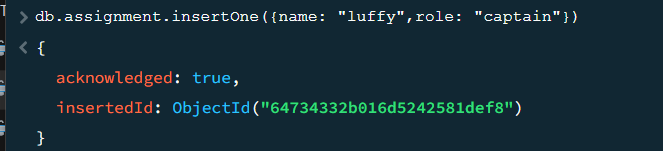 > db.assignment.insertOne({name: "luffy",role: "captain"})
< {
acknowledged: true,
insertedId: ObjectId("64734332b016d5242581def8")
}